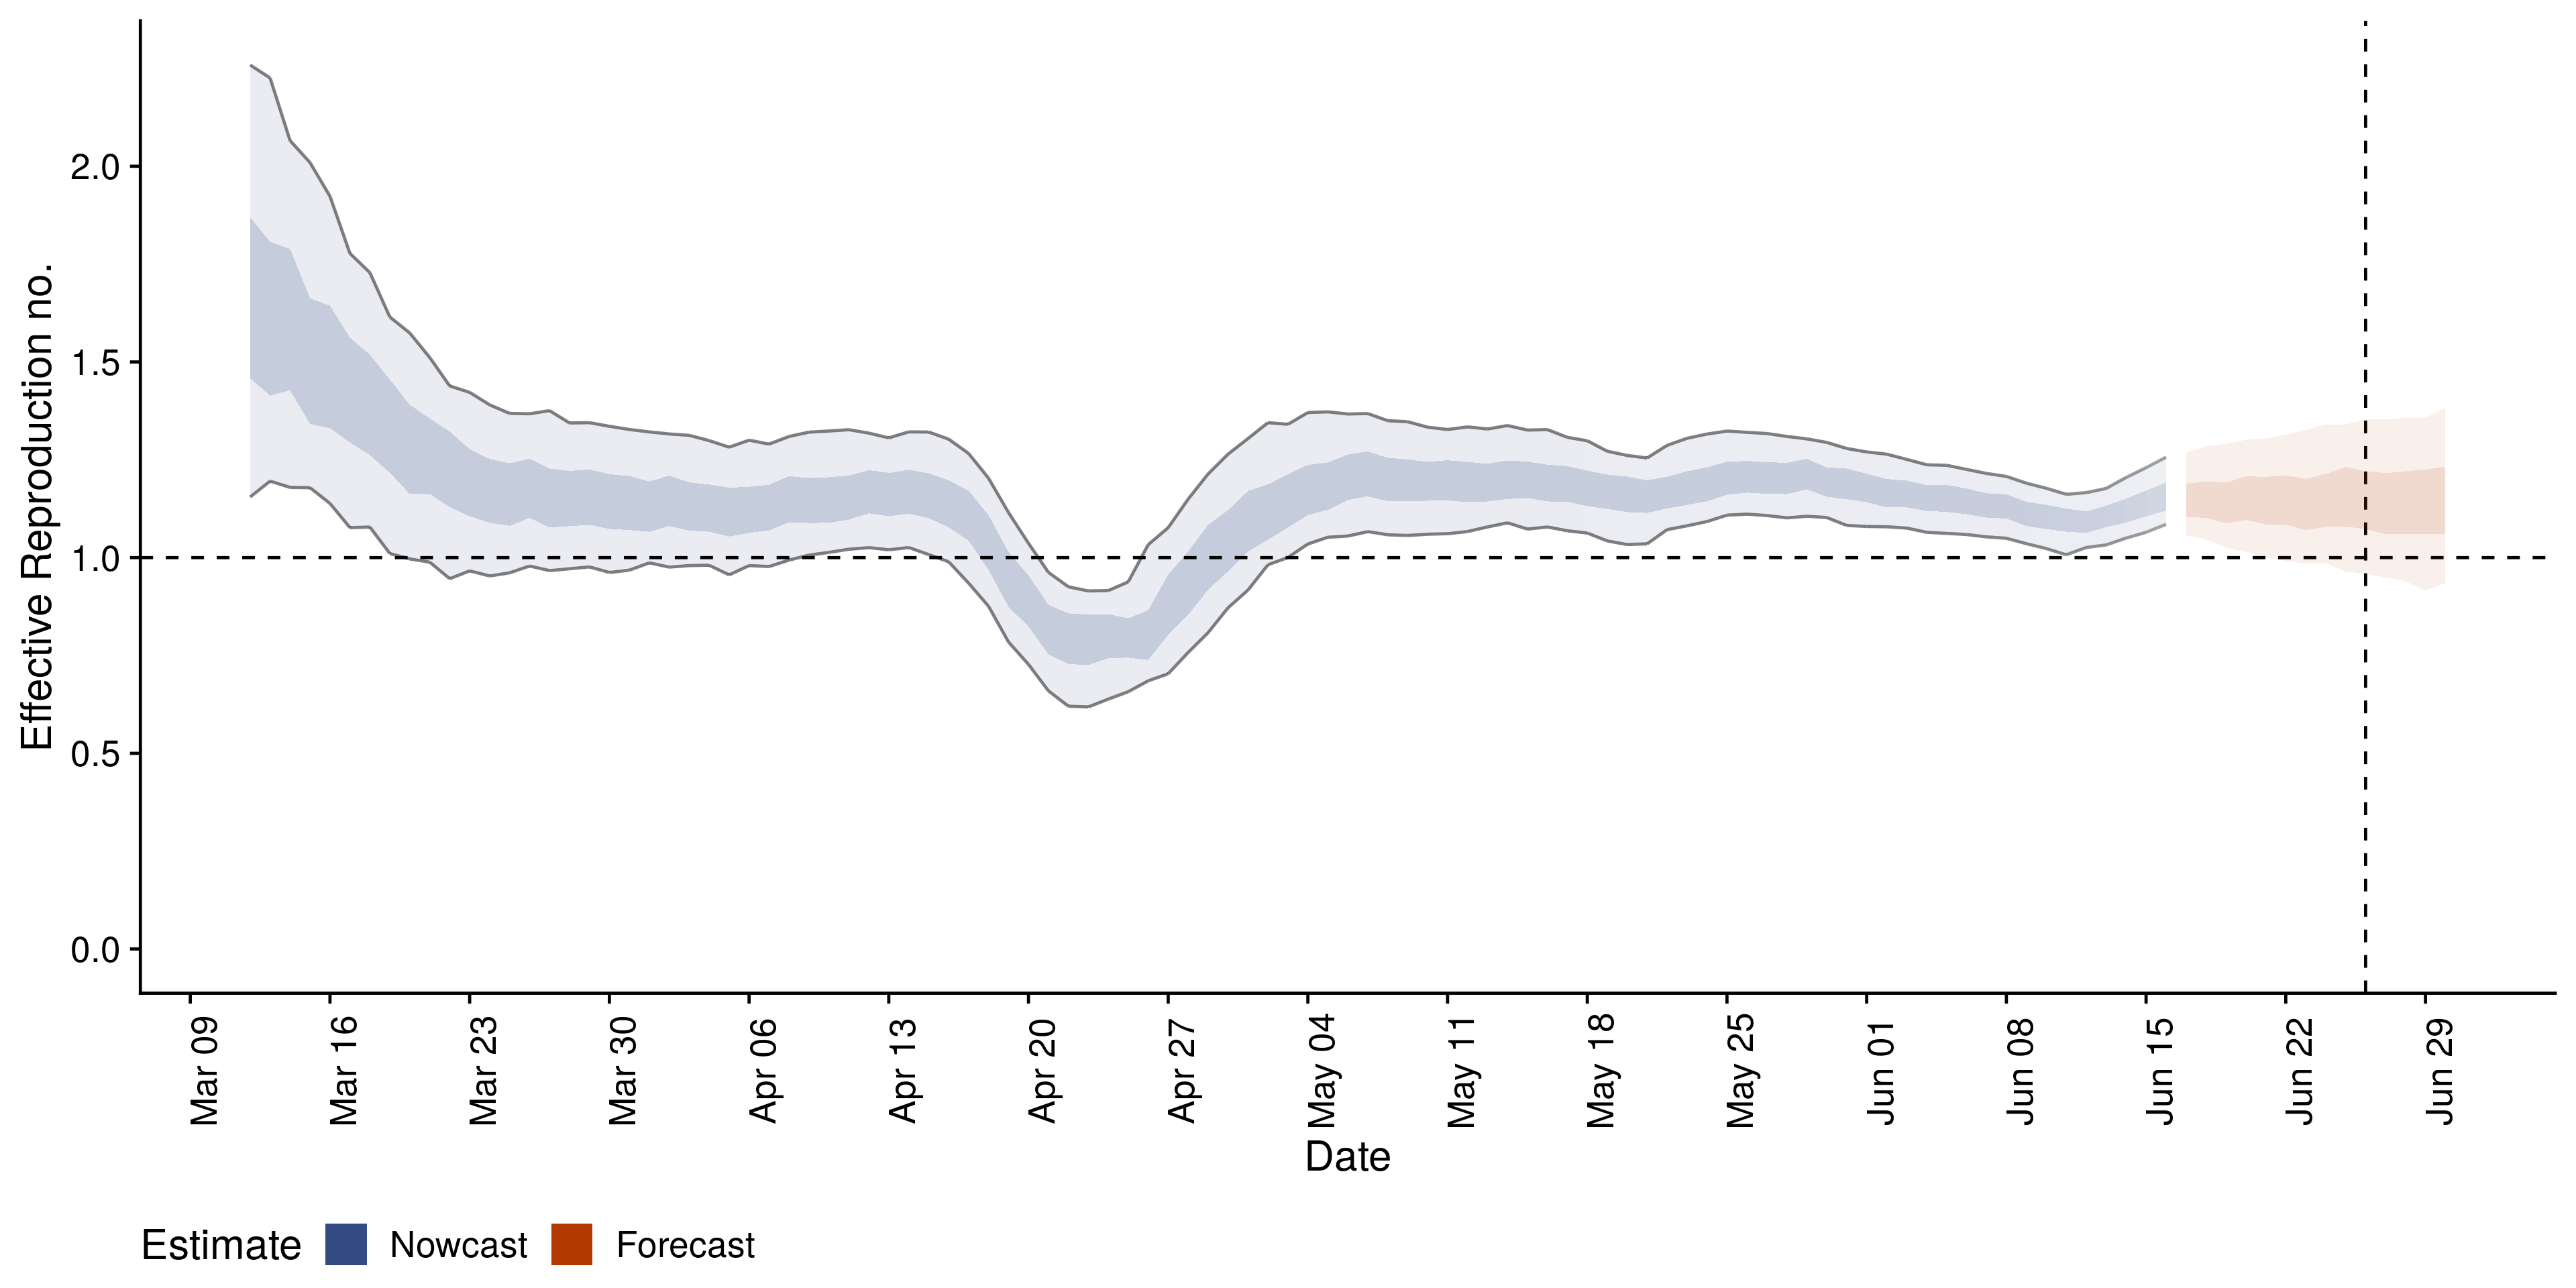 Effective Reproduction no.
2.0
1.5
1.0
0.5
0.0
Mar 09
Mar 16
Mar 23
Mar 30
Apr 06
Apr 13
Apr 20
Apr 27
May 04
May 11
May 18
May 25
Jun 01
Jun 08
Jun 15
Jun 22
Jun 29
Date
Estimate Nowcast Forecast